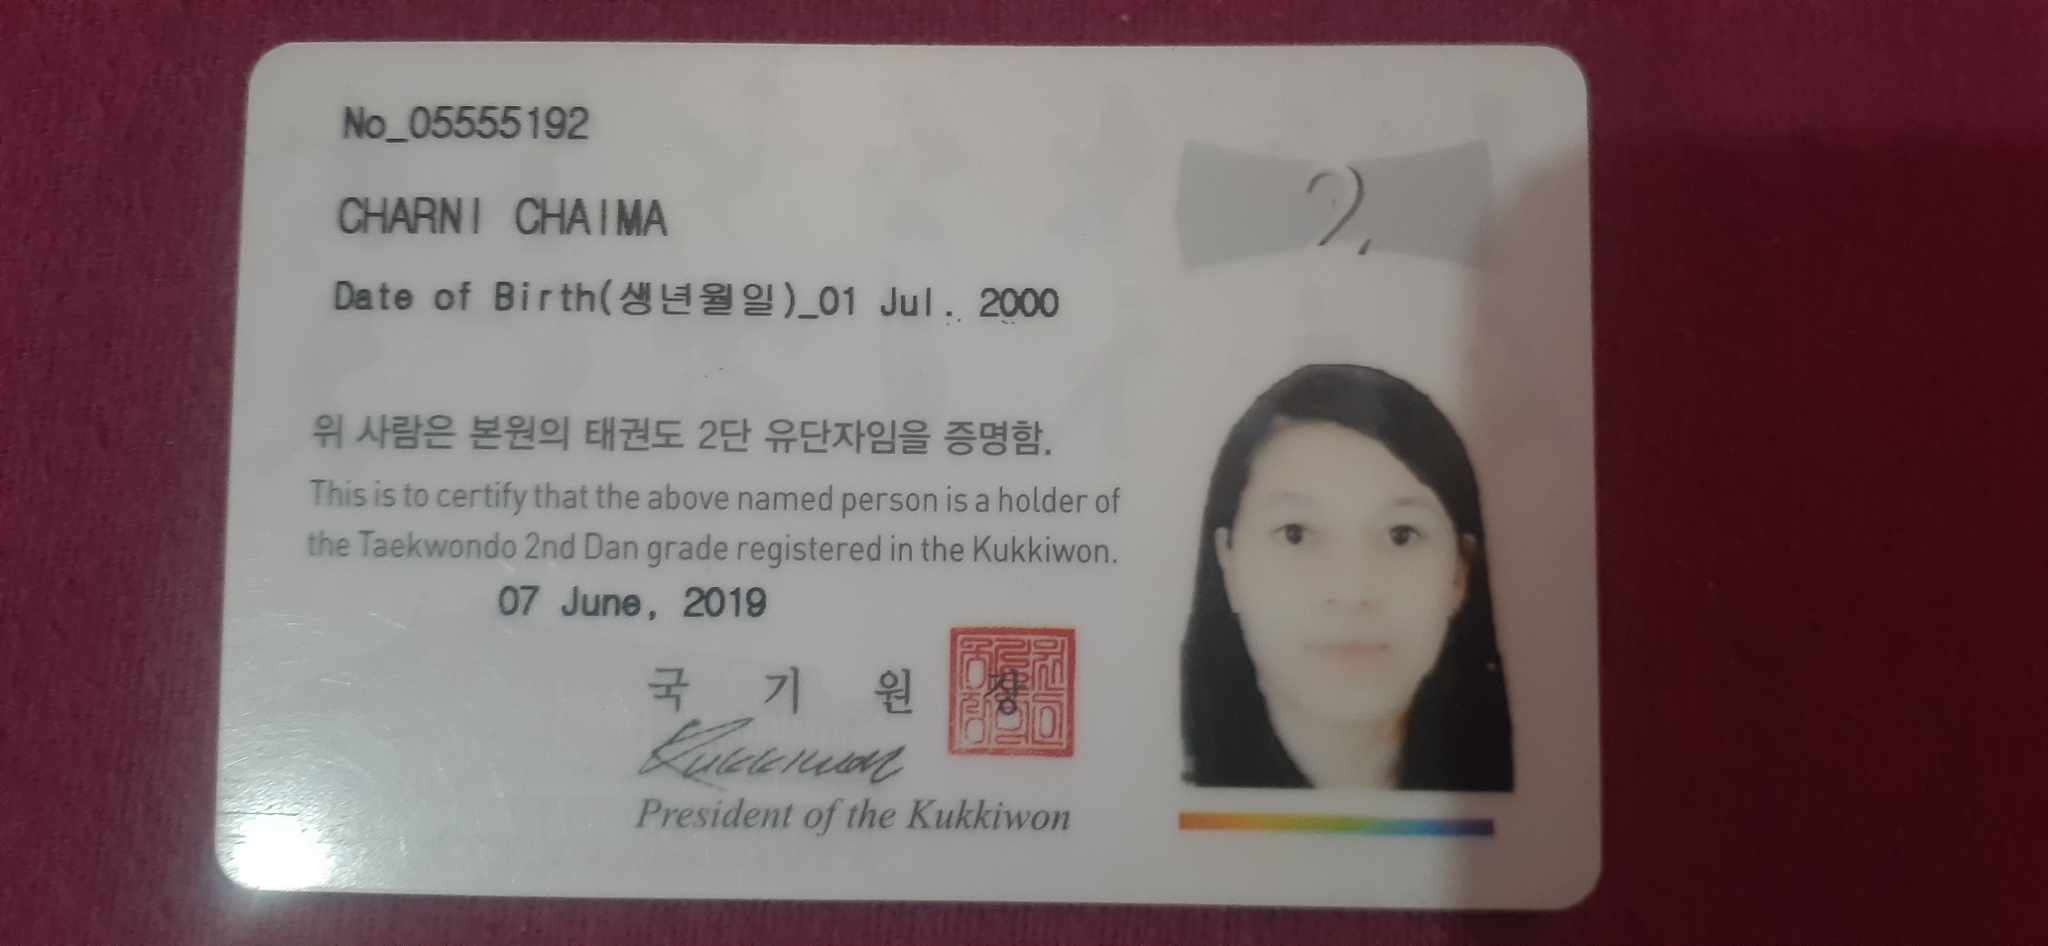 No_05555192
2.
CHARNI CHAIMA
Date of Birth(생년월일)_01 Jul. 2000
위 사람은 본원의 태권도 2단 유단자임을 증명함.
This is to certify that the above named person is a holder of
the Taekwondo 2nd Dan grade registered in the Kukkiwon.
07 June, 2019
국 기 원 장
Kukkiwon
President of the Kukkiwon